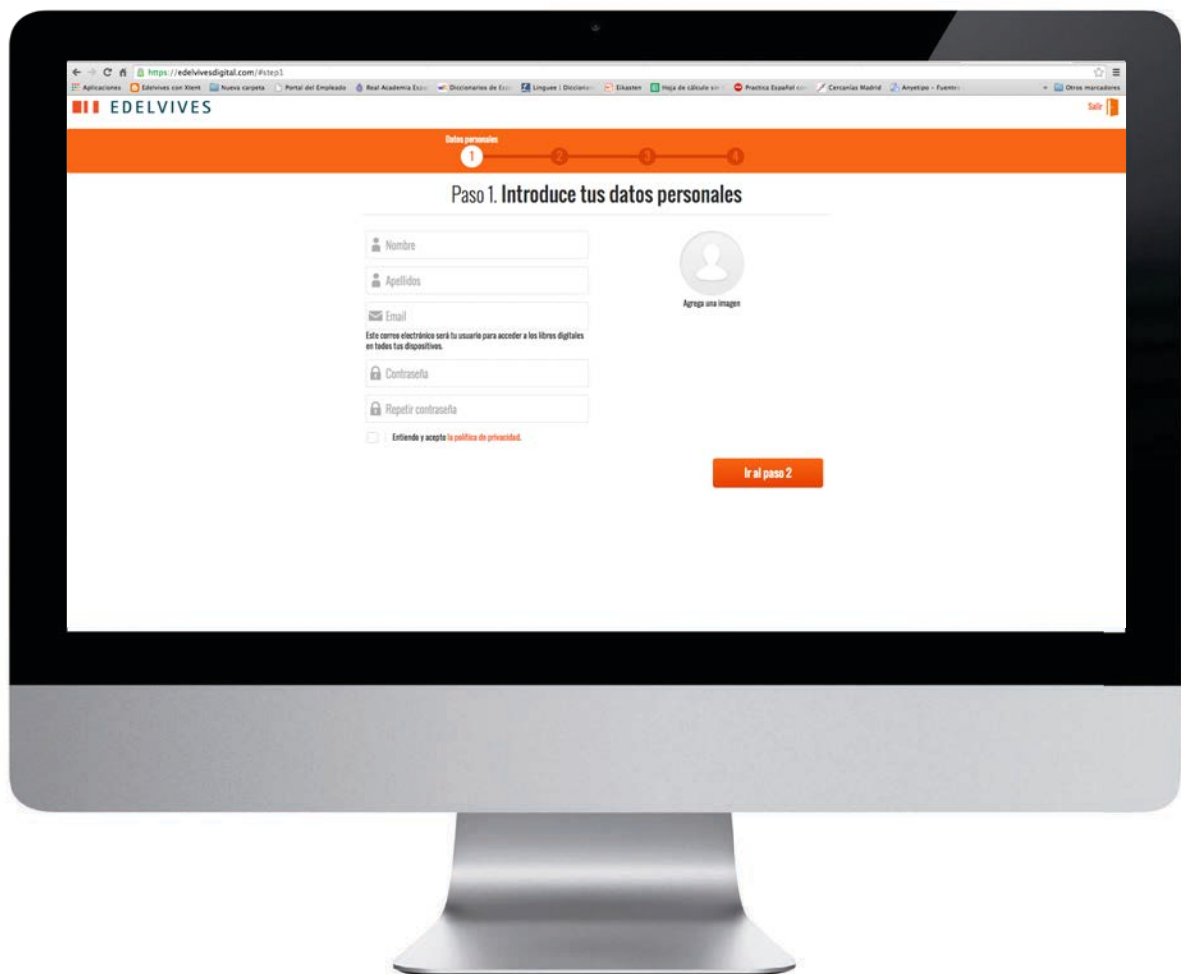 https://edelvivesdigital.com/#step1
Aplicaciones Edelvives con Xtent Nueva carpeta Portal del Empleado Real Academia Diccionarios de Linguee | Diccionari Eikasten Hoja de cálculo sin Practica Español Cercanías Madrid Anyetipo - Fuentes Otros marcadores
EDELVIVES
Salir
Datos personales
1 2 3 4
Paso 1. Introduce tus datos personales
Nombre
Apellidos
Agrega una imagen
Email
Este correo electrónico será tu usuario para acceder a los libros digitales
en todos tus dispositivos.
Contraseña
Repetir contraseña
Entiendo y acepto la política de privacidad.
Ir al paso 2